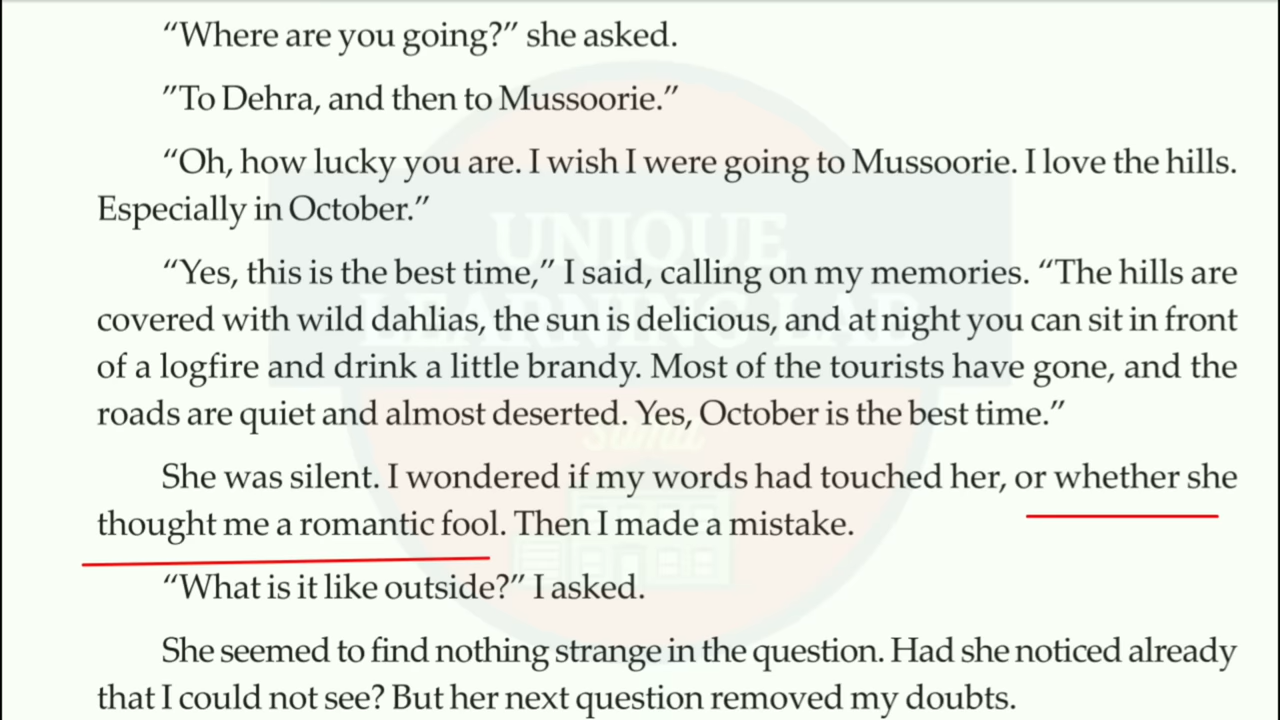 “Where are you going?” she asked.
”To Dehra, and then to Mussoorie.”
“Oh, how lucky you are. I wish I were going to Mussoorie. I love the hills.
Especially in October.”
“Yes, this is the best time,” I said, calling on my memories. “The hills are
covered with wild dahlias, the sun is delicious, and at night you can sit in front
of a logfire and drink a little brandy. Most of the tourists have gone, and the
roads are quiet and almost deserted. Yes, October is the best time.”
She was silent. I wondered if my words had touched her, or whether she
thought me a romantic fool. Then I made a mistake.
“What is it like outside?” I asked.
She seemed to find nothing strange in the question. Had she noticed already
that I could not see? But her next question removed my doubts.
UNIQUE
LEARNING LAB